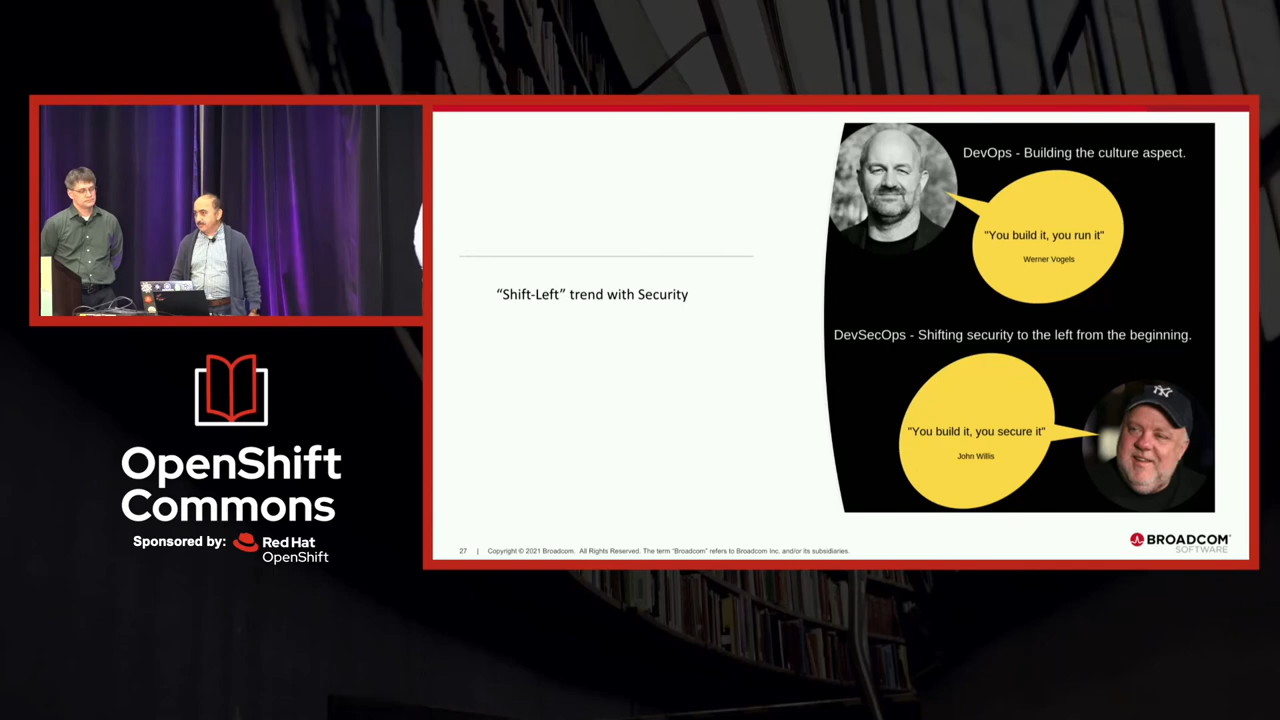 OpenShift
Commons
Sponsored by:
Red Hat
OpenShift
“Shift-Left” trend with Security
DevOps - Building the culture aspect.
"You build it, you run it"
Werner Vogels
DevSecOps - Shifting security to the left from the beginning.
"You build it, you secure it"
John Willis
27 | Copyright © 2021 Broadcom. All Rights Reserved. The term “Broadcom” refers to Broadcom Inc. and/or its subsidiaries.
BROADCOM
SOFTWARE